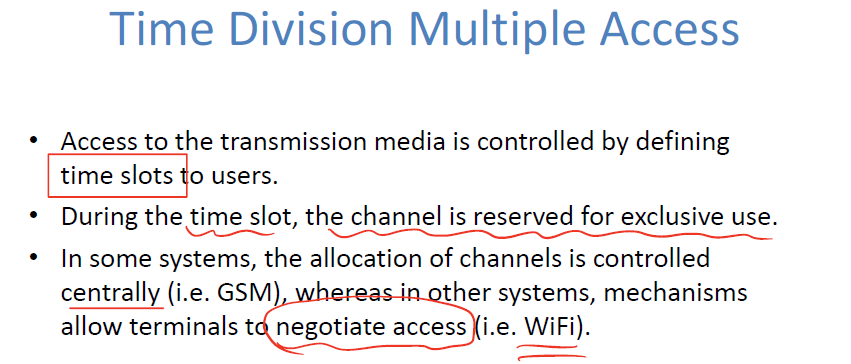 Time Division Multiple Access
• Access to the transmission media is controlled by defining
time slots to users.
• During the time slot, the channel is reserved for exclusive use.
• In some systems, the allocation of channels is controlled
centrally (i.e. GSM), whereas in other systems, mechanisms
allow terminals to negotiate access (i.e. WiFi).